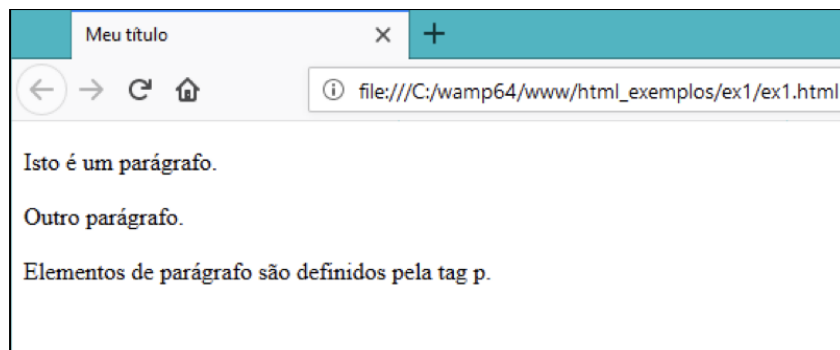 Meu título
file:///C:/wamp64/www/html_exemplos/ex1/ex1.html
Isto é um parágrafo.
Outro parágrafo.
Elementos de parágrafo são definidos pela tag p.